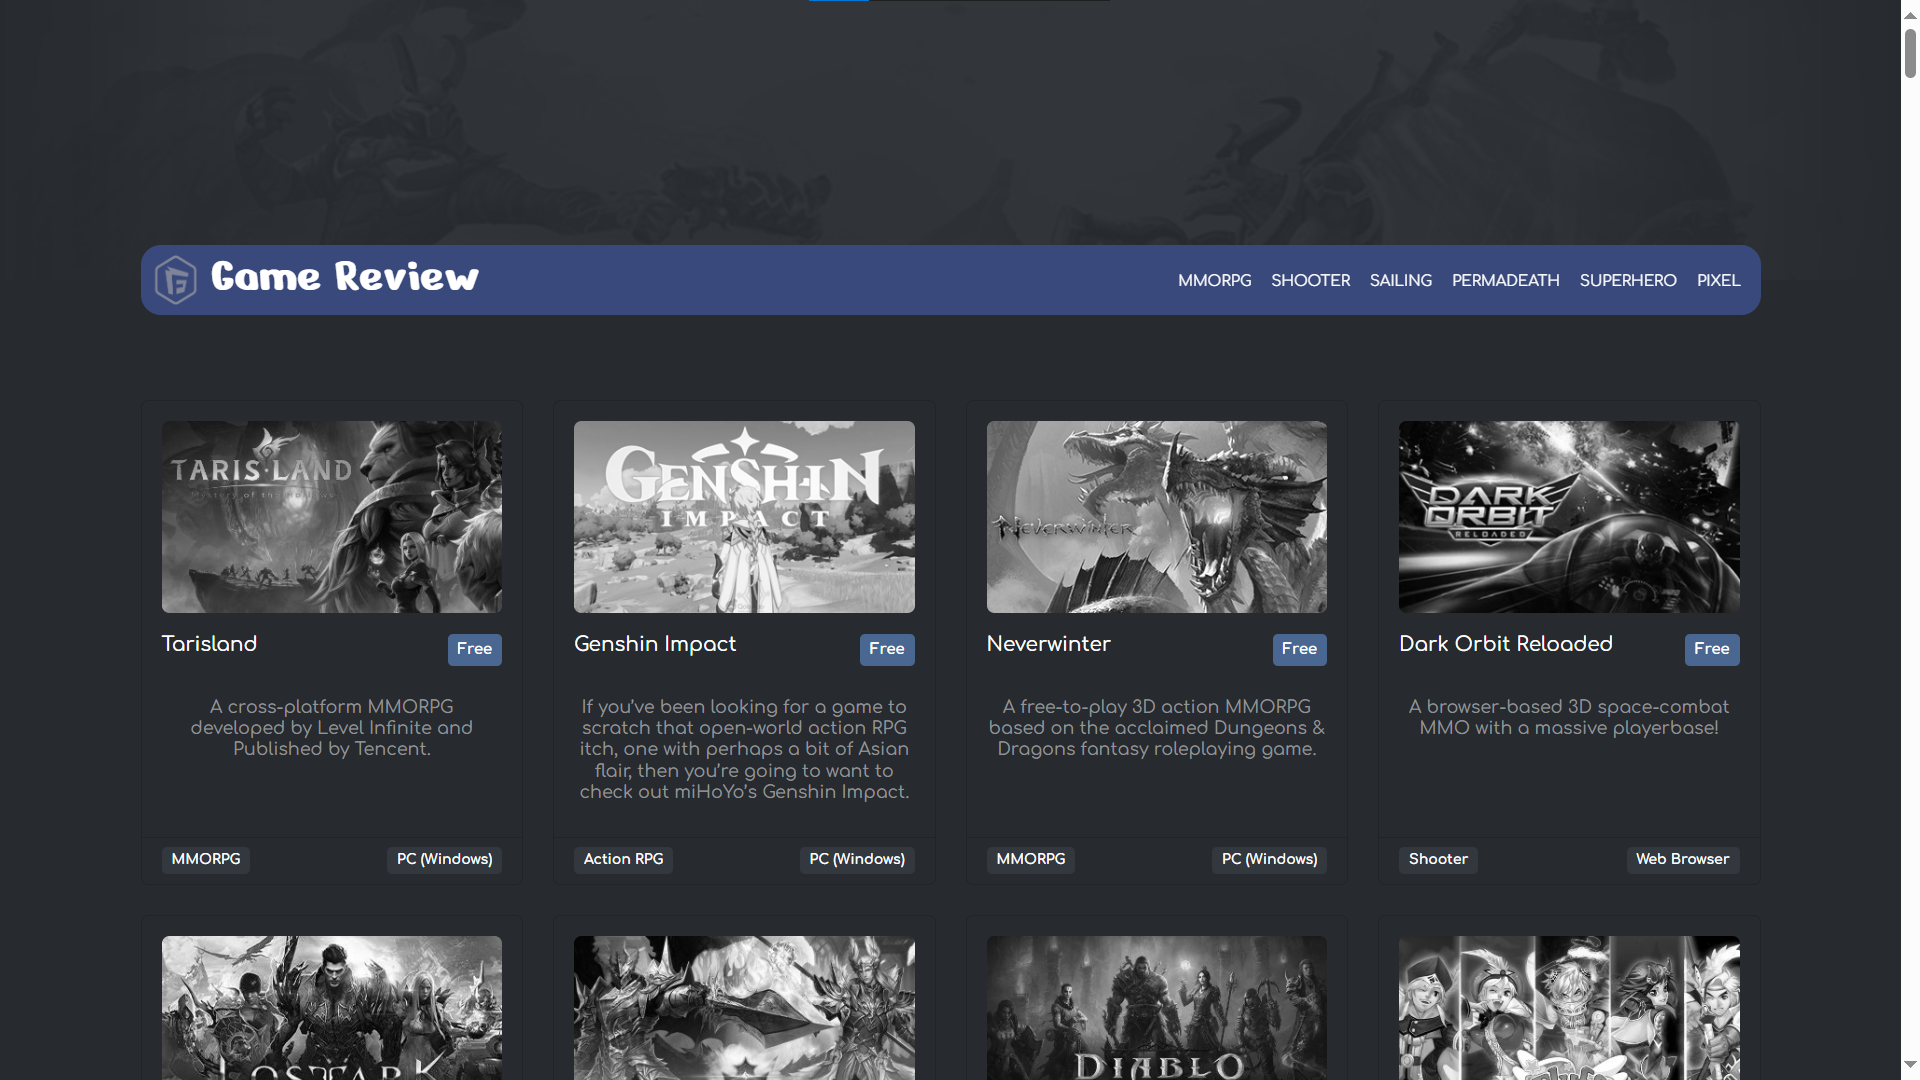 Game Review
MMORPG SHOOTER SAILING PERMADEATH SUPERHERO PIXEL
TARISLAND
GENSHIN
IMPACT
NEVERWINTER
DARK
ORBIT
RELOADED
Tarisland
Free
A cross-platform MMORPG
developed by Level Infinite and
Published by Tencent.
MMORPG
PC (Windows)
Genshin Impact
Free
If you’ve been looking for a game to
scratch that open-world action RPG
itch, one with perhaps a bit of Asian
flair, then you’re going to want to
check out miHoYo’s Genshin Impact.
Action RPG
PC (Windows)
Neverwinter
Free
A free-to-play 3D action MMORPG
based on the acclaimed Dungeons &
Dragons fantasy roleplaying game.
MMORPG
PC (Windows)
Dark Orbit Reloaded
Free
A browser-based 3D space-combat
MMO with a massive playerbase!
Shooter
Web Browser
LOST ARK
DIABLO